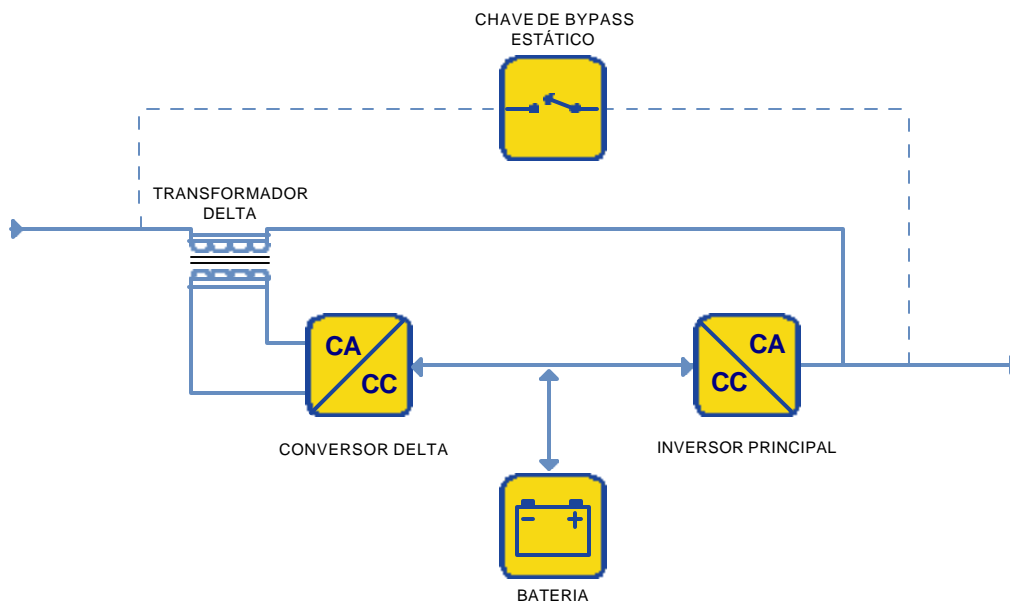 CHAVE DE BYPASS
ESTÁTICO
TRANSFORMADOR
DELTA
CA
CC
CA
CC
CONVERSOR DELTA
INVERSOR PRINCIPAL
- +
BATERIA